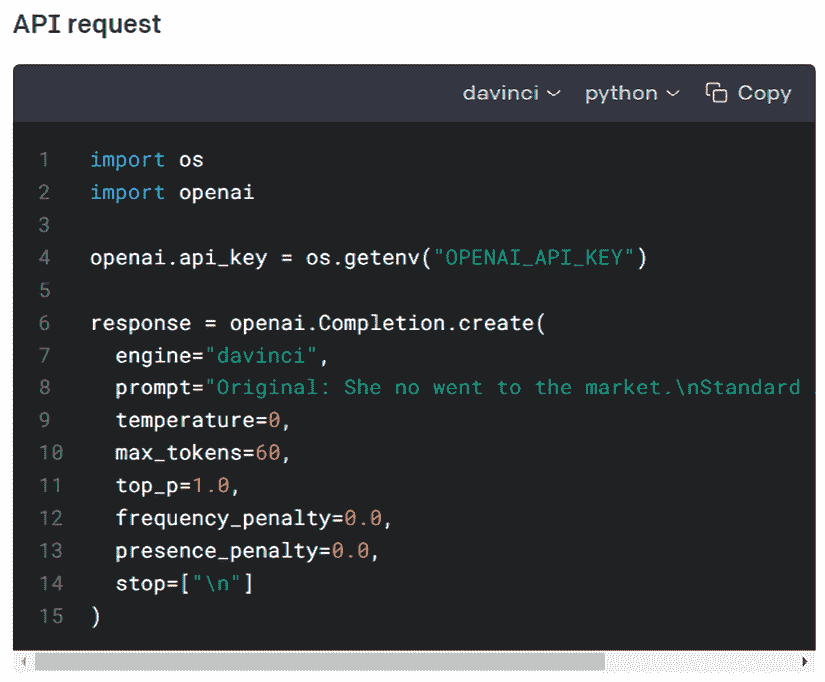 API request
davinci python Copy
1 import os
2 import openai
3
4 openai.api_key = os.getenv("OPENAI_API_KEY")
5
6 response = openai.Completion.create(
7   engine="davinci",
8   prompt="Original: She no went to the market.\nStandard
9   temperature=0,
10   max_tokens=60,
11   top_p=1.0,
12   frequency_penalty=0.0,
13   presence_penalty=0.0,
14   stop=["\n"]
15 )